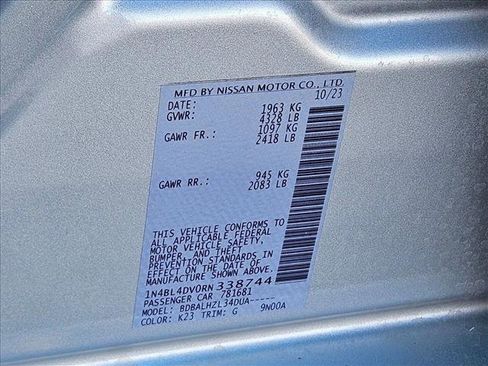 MFD BY NISSAN MOTOR CO., LTD.
DATE: 10/23
GVWR: 1963 KG
4328 LB
GAWR FR.: 1097 KG
2418 LB
GAWR RR.: 945 KG
2083 LB
THIS VEHICLE CONFORMS TO
ALL APPLICABLE FEDERAL
MOTOR VEHICLE SAFETY,
BUMPER, AND THEFT
PREVENTION STANDARDS IN
EFFECT ON THE DATE OF
MANUFACTURE SHOWN ABOVE.
1N4BL4DV0RN338744
PASSENGER CAR 781681
MODEL: BDBALHZL34DUA-----
COLOR: K23 TRIM: G 9N00A